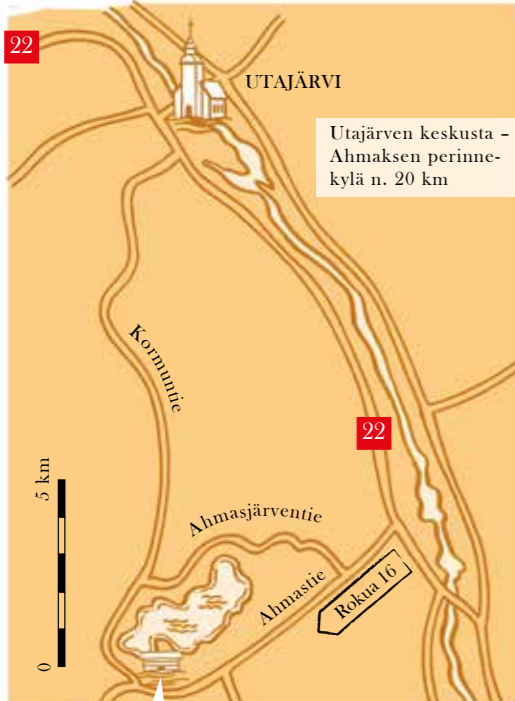 22
UTAJÄRVI
Utajärven keskusta –
Ahmaksen perinne-
kylä n. 20 km
Kormuntie
22
5 km
0
Ahmasjärventie
Ahmastie
Rokua 16